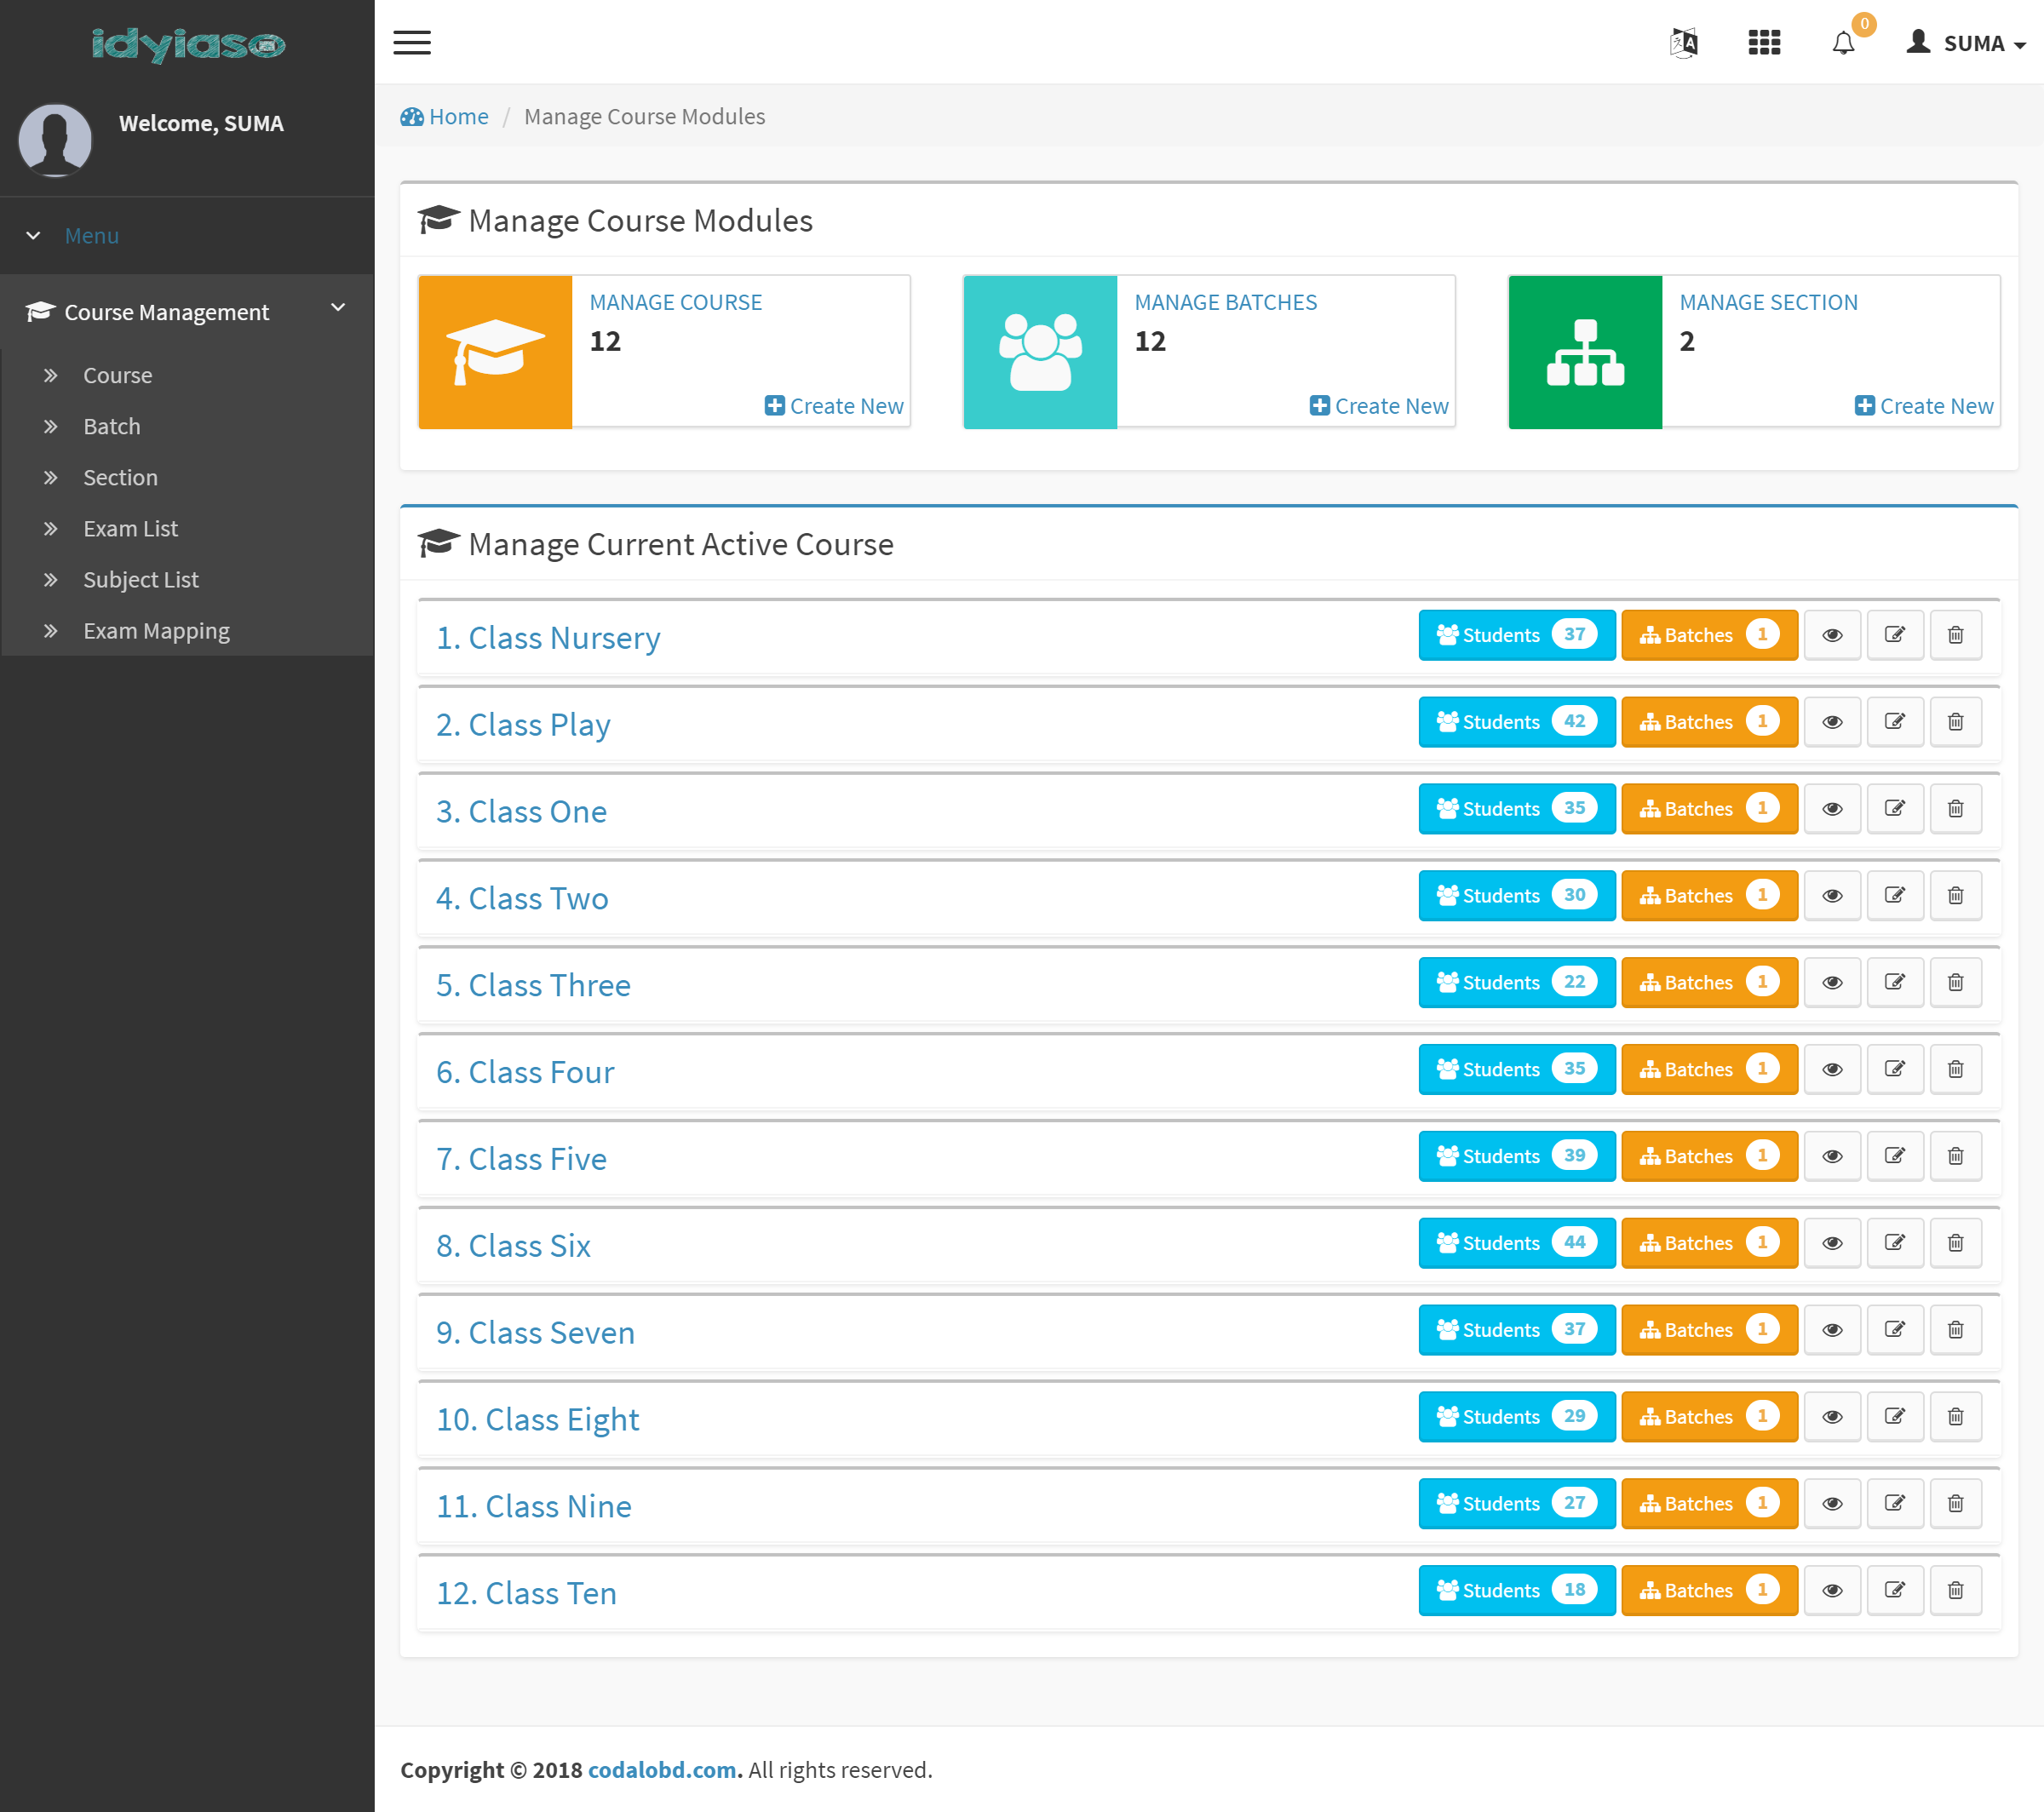 idyiaso
0
SUMA
Welcome, SUMA
Home / Manage Course Modules
Menu
Course Management
Course
Batch
Section
Exam List
Subject List
Exam Mapping
Manage Course Modules
MANAGE COURSE
12
Create New
MANAGE BATCHES
12
Create New
MANAGE SECTION
2
Create New
Manage Current Active Course
1. Class Nursery Students 37 Batches 1
2. Class Play Students 42 Batches 1
3. Class One Students 35 Batches 1
4. Class Two Students 30 Batches 1
5. Class Three Students 22 Batches 1
6. Class Four Students 35 Batches 1
7. Class Five Students 39 Batches 1
8. Class Six Students 44 Batches 1
9. Class Seven Students 37 Batches 1
10. Class Eight Students 29 Batches 1
11. Class Nine Students 27 Batches 1
12. Class Ten Students 18 Batches 1
Copyright © 2018 codalobd.com. All rights reserved.